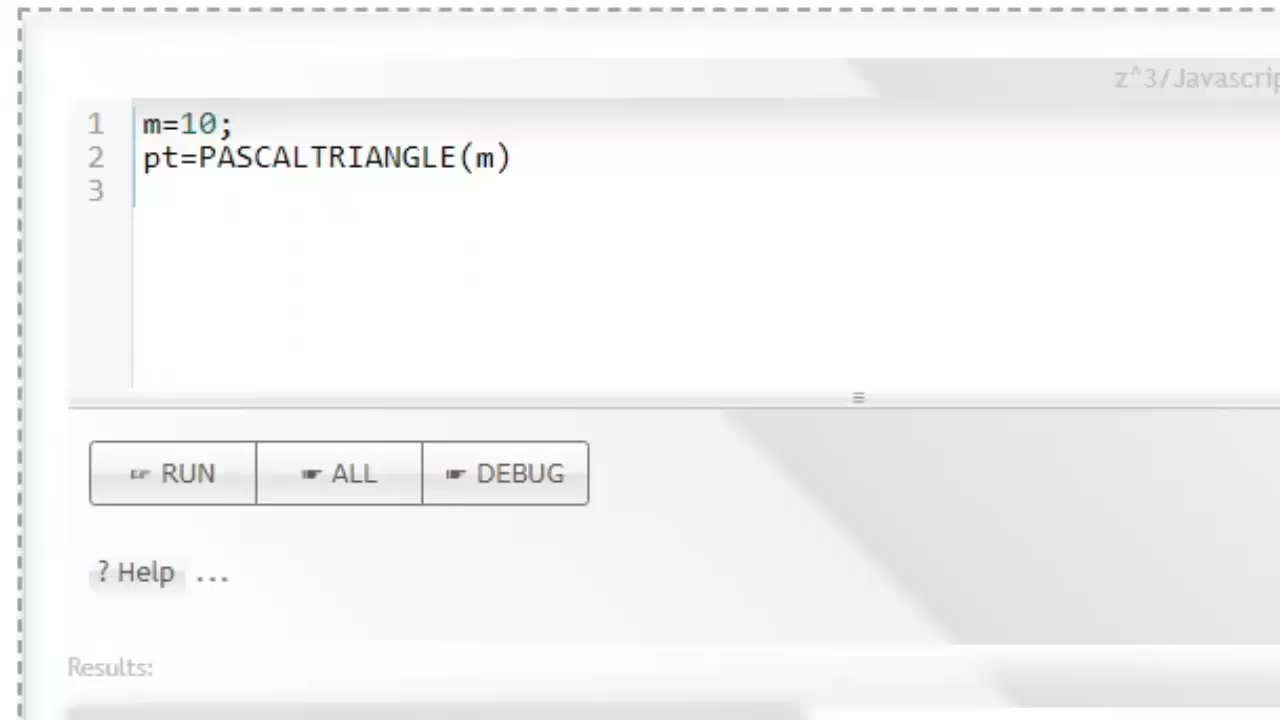 z^3/Javascrip
1 m=10;
2 pt=PASCALTRIANGLE(m)
3
☞ RUN ☛ ALL ☛ DEBUG
? Help ...
Results: